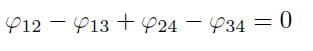 φ₁₂ − φ₁₃ + φ₂₄ − φ₃₄ = 0